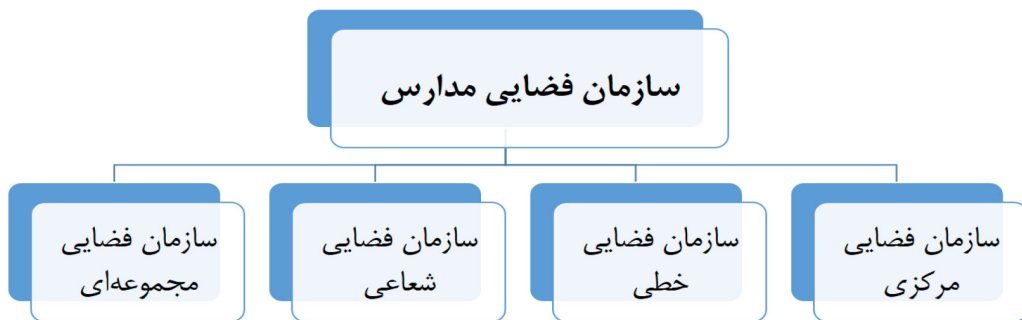 سازمان فضایی مدارس
سازمان فضایی
مرکزی
سازمان فضایی
خطی
سازمان فضایی
شعاعی
سازمان فضایی
مجموعه‌ای